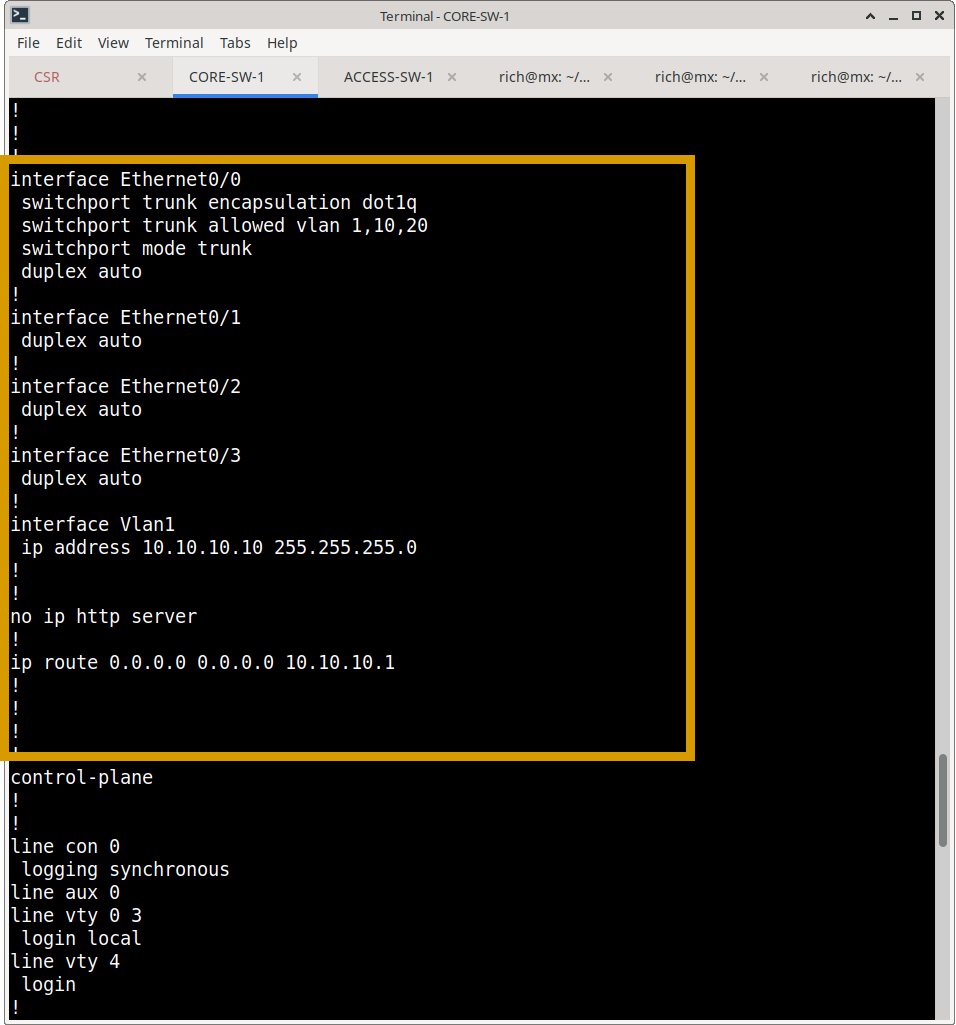 Terminal - CORE-SW-1
File Edit View Terminal Tabs Help
CSR CORE-SW-1 ACCESS-SW-1 rich@mx: ~/... rich@mx: ~/... rich@mx: ~/...
!
!
!
interface Ethernet0/0
 switchport trunk encapsulation dot1q
 switchport trunk allowed vlan 1,10,20
 switchport mode trunk
 duplex auto
!
interface Ethernet0/1
 duplex auto
!
interface Ethernet0/2
 duplex auto
!
interface Ethernet0/3
 duplex auto
!
interface Vlan1
 ip address 10.10.10.10 255.255.255.0
!
!
no ip http server
!
ip route 0.0.0.0 0.0.0.0 10.10.10.1
!
!
!
!
control-plane
!
!
line con 0
 logging synchronous
line aux 0
line vty 0 3
 login local
line vty 4
 login
!